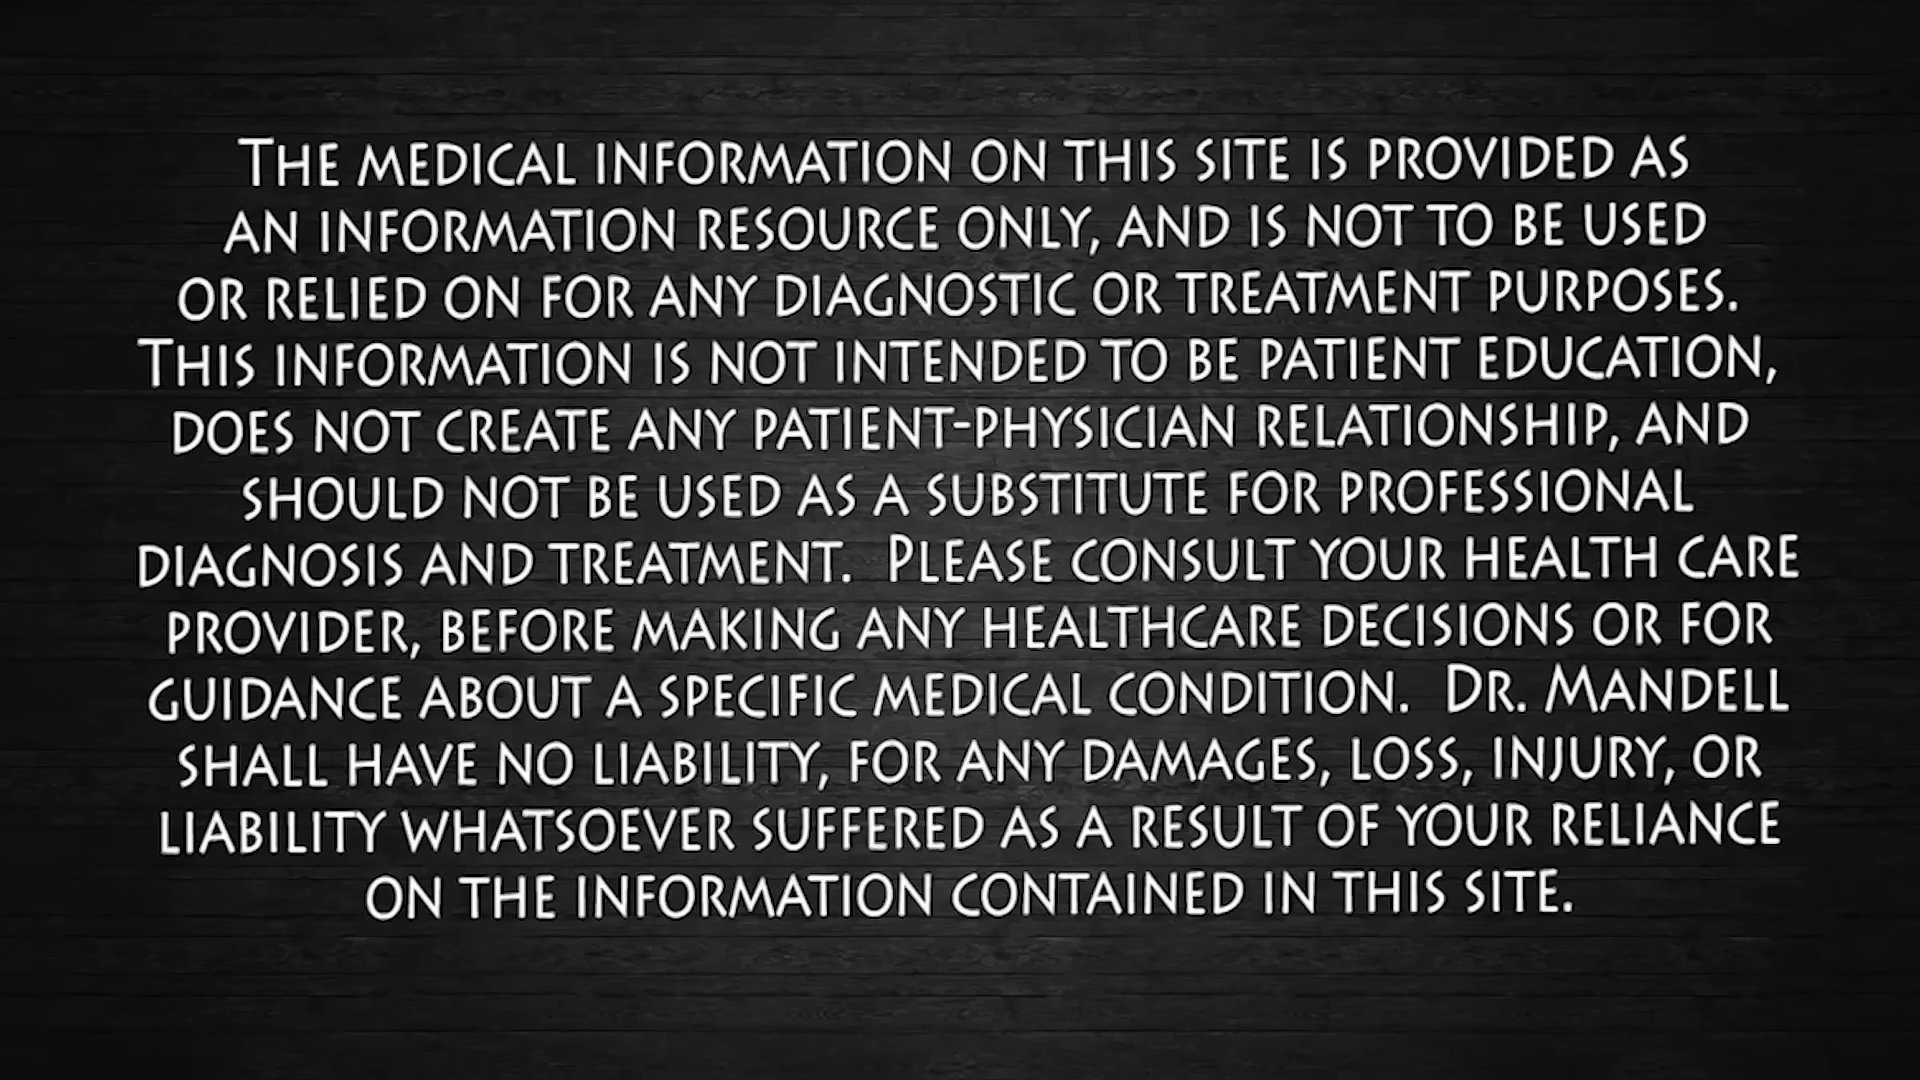 The medical information on this site is provided as
an information resource only, and is not to be used
or relied on for any diagnostic or treatment purposes.
This information is not intended to be patient education,
does not create any patient-physician relationship, and
should not be used as a substitute for professional
diagnosis and treatment.  Please consult your health care
provider, before making any healthcare decisions or for
guidance about a specific medical condition.  Dr. Mandell
shall have no liability, for any damages, loss, injury, or
liability whatsoever suffered as a result of your reliance
on the information contained in this site.